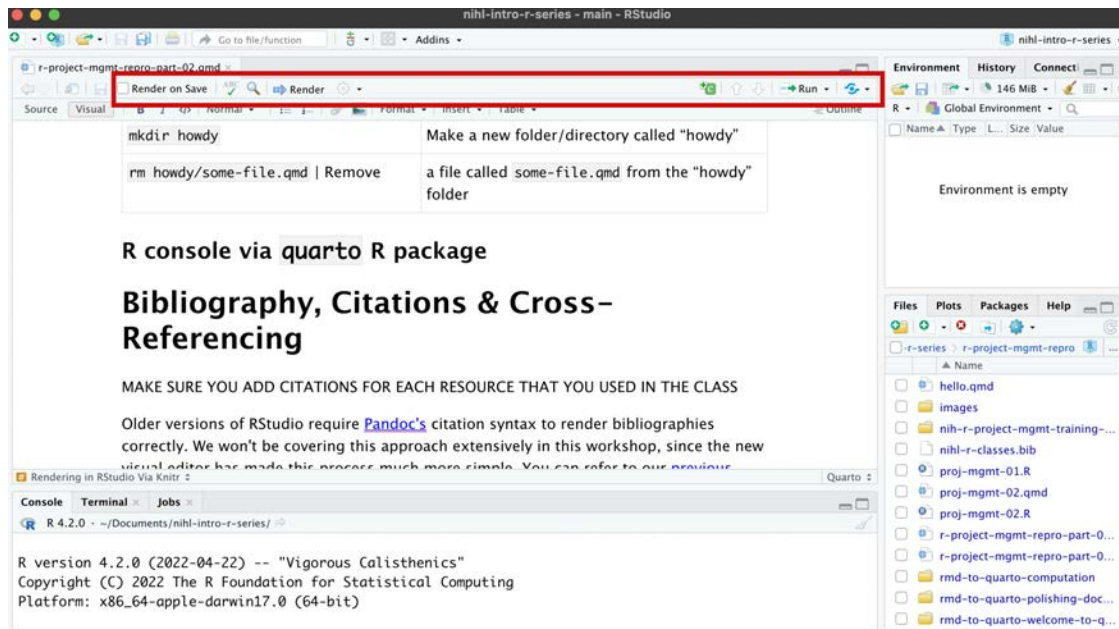 nihl-intro-r-series - main - RStudio
Go to file/function
Addins
nihl-intro-r-series
r-project-mgmt-repro-part-02.qmd
Render on Save
ABC
Render
Run
Source Visual
B I </> Normal Format Insert Table
Outline
mkdir howdy
Make a new folder/directory called “howdy”
rm howdy/some-file.qmd | Remove
a file called some-file.qmd from the “howdy”
folder
R console via quarto R package
Bibliography, Citations & Cross-
Referencing
MAKE SURE YOU ADD CITATIONS FOR EACH RESOURCE THAT YOU USED IN THE CLASS
Older versions of RStudio require Pandoc's citation syntax to render bibliographies
correctly. We won't be covering this approach extensively in this workshop, since the new
visual editor has made this process much more simple. You can refer to our previous
Rendering in RStudio Via Knitr
Quarto
Console Terminal Jobs
R 4.2.0 · ~/Documents/nihl-intro-r-series/
R version 4.2.0 (2022-04-22) -- "Vigorous Calisthenics"
Copyright (C) 2022 The R Foundation for Statistical Computing
Platform: x86_64-apple-darwin17.0 (64-bit)
Environment History Connecti
146 MiB
R Global Environment
Name Type L... Size Value
Environment is empty
Files Plots Packages Help
-r-series r-project-mgmt-repro ...
Name
hello.qmd
images
nih-r-project-mgmt-training-...
nihl-r-classes.bib
proj-mgmt-01.R
proj-mgmt-02.qmd
proj-mgmt-02.R
r-project-mgmt-repro-part-0...
r-project-mgmt-repro-part-0...
rmd-to-quarto-computation
rmd-to-quarto-polishing-doc...
rmd-to-quarto-welcome-to-q...